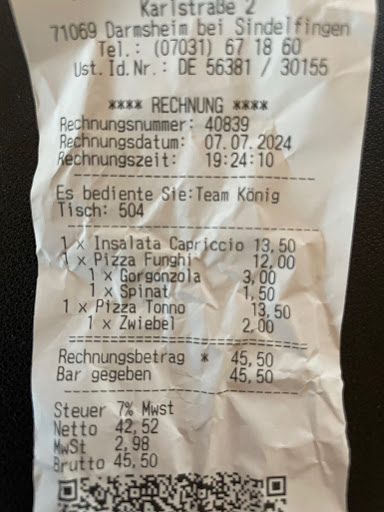 Karlstraße 2
71069 Darmsheim bei Sindelfingen
Tel.: (07031) 67 18 60
Ust. Id.Nr.: DE 56381 / 30155
**** RECHNUNG ****
Rechnungsnummer: 40839
Rechnungsdatum: 07.07.2024
Rechnungszeit: 19:24:10
Es bediente Sie:Team König
Tisch: 504
1 x Insalata Capriccio 13,50
1 x Pizza Funghi 12,00
1 x Gorgonzola 3,00
1 x Spinat 1,50
1 x Pizza Tonno 13,50
1 x Zwiebel 2,00
Rechnungsbetrag * 45,50
Bar gegeben 45,50
Steuer 7% Mwst
Netto 42,52
MwSt 2,98
Brutto 45,50